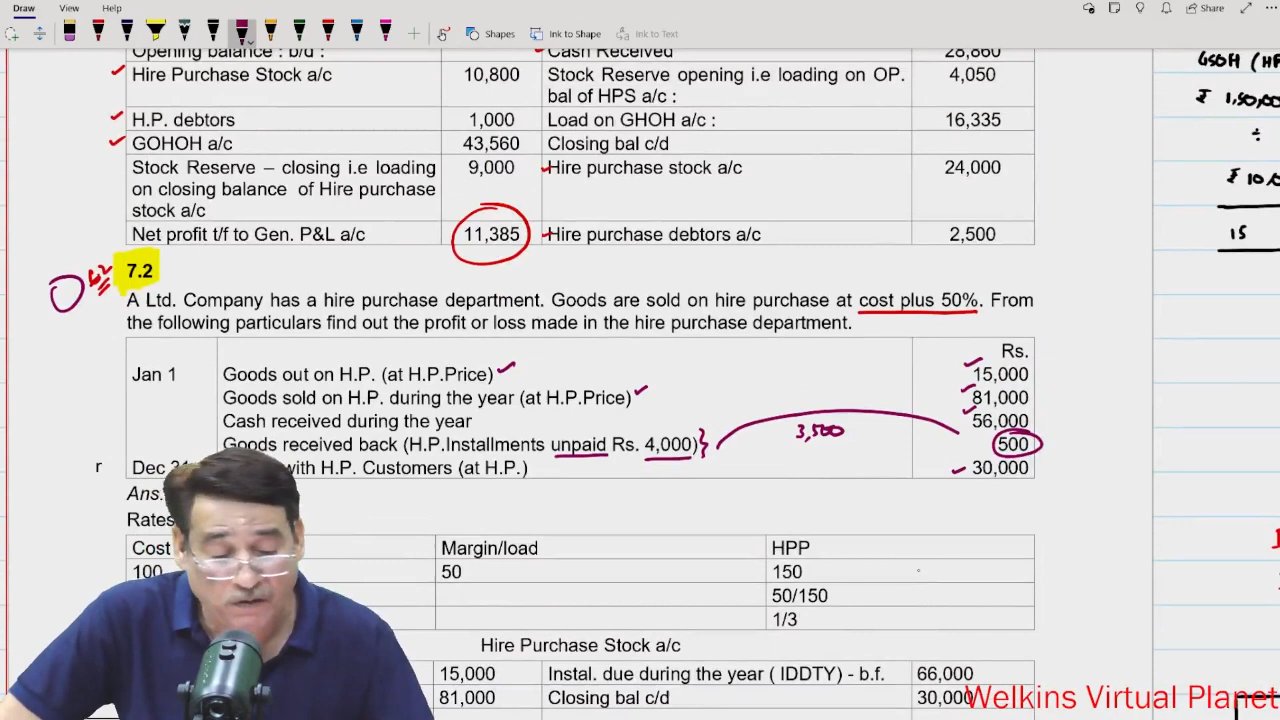 Draw View Help
Share
Shapes Ink to Shape Ink to Text
Opening balance : b/d : Cash Received 28,860
Hire Purchase Stock a/c 10,800 Stock Reserve opening i.e loading on OP. bal of HPS a/c : 4,050
H.P. debtors 1,000 Load on GHOH a/c : 16,335
GOHOH a/c 43,560 Closing bal c/d
Stock Reserve – closing i.e loading 9,000 Hire purchase stock a/c 24,000
on closing balance of Hire purchase
stock a/c
Net profit t/f to Gen. P&L a/c 11,385 Hire purchase debtors a/c 2,500
7.2
A Ltd. Company has a hire purchase department. Goods are sold on hire purchase at cost plus 50%. From
the following particulars find out the profit or loss made in the hire purchase department.
Rs.
Jan 1 Goods out on H.P. (at H.P.Price) 15,000
Goods sold on H.P. during the year (at H.P.Price) 81,000
Cash received during the year 56,000
3,500
Goods received back (H.P.Installments unpaid Rs. 4,000) 500
r Dec 31 with H.P. Customers (at H.P.) 30,000
Ans.
Rates
Cost Margin/load HPP
100 50 150
50/150
1/3
Hire Purchase Stock a/c
15,000 Instal. due during the year ( IDDTY) - b.f. 66,000
81,000 Closing bal c/d 30,000
GSOH (HP
₹ 1,50,00
÷
₹ 10,0
15
Welkins Virtual Planet